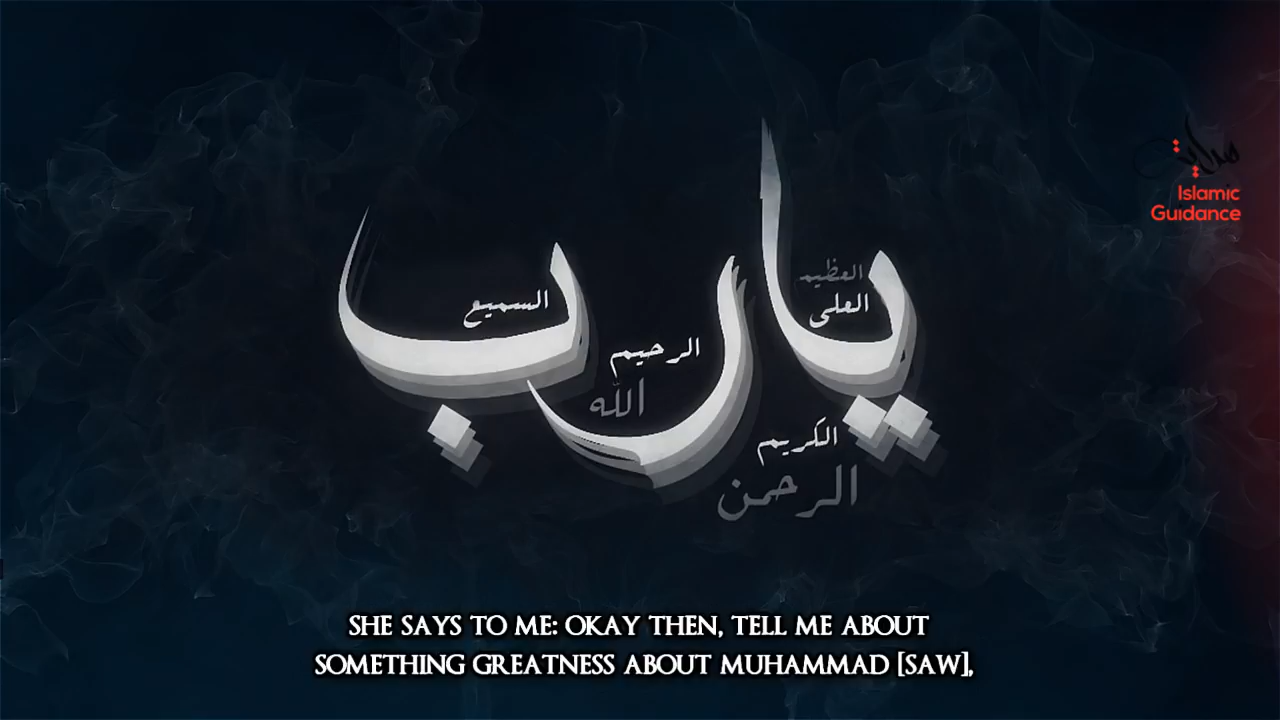 يارب
العظيم
العلى
السميع
الرحيم
الله
الكريم
الرحمن
هداية
Islamic
Guidance
SHE SAYS TO ME: OKAY THEN, TELL ME ABOUT
SOMETHING GREATNESS ABOUT MUHAMMAD [SAW],